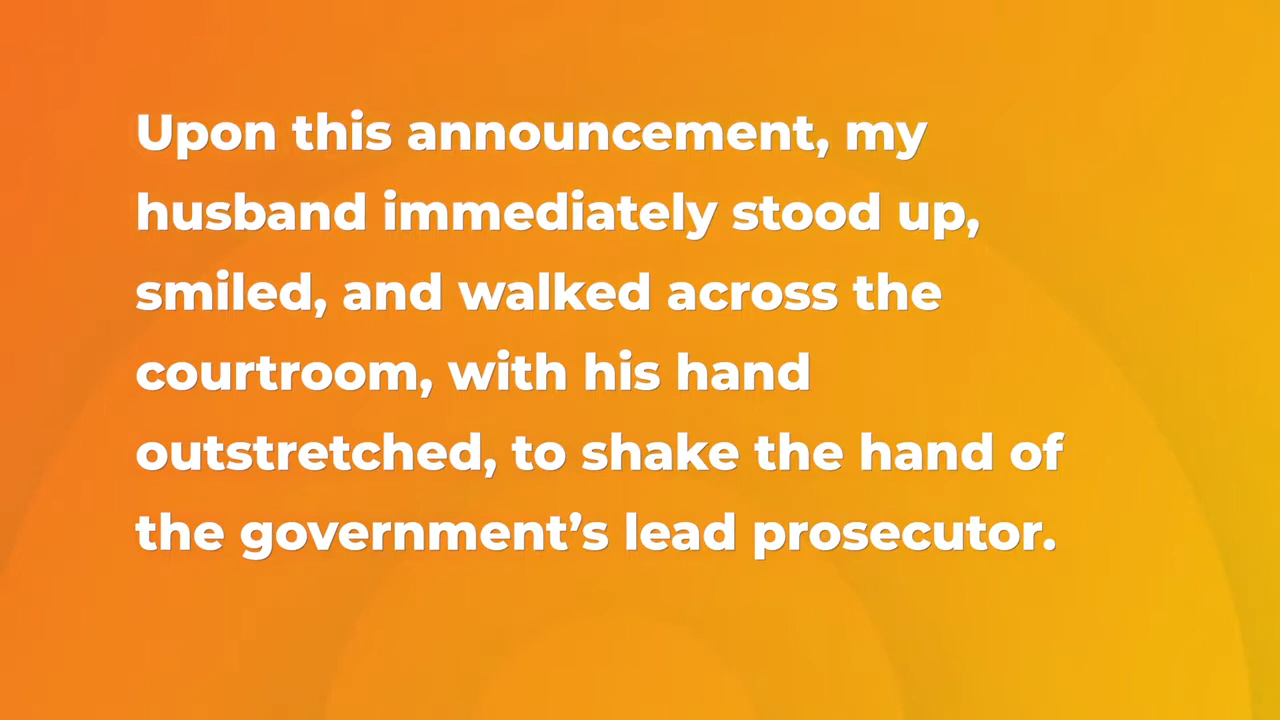 Upon this announcement, my
husband immediately stood up,
smiled, and walked across the
courtroom, with his hand
outstretched, to shake the hand of
the government’s lead prosecutor.